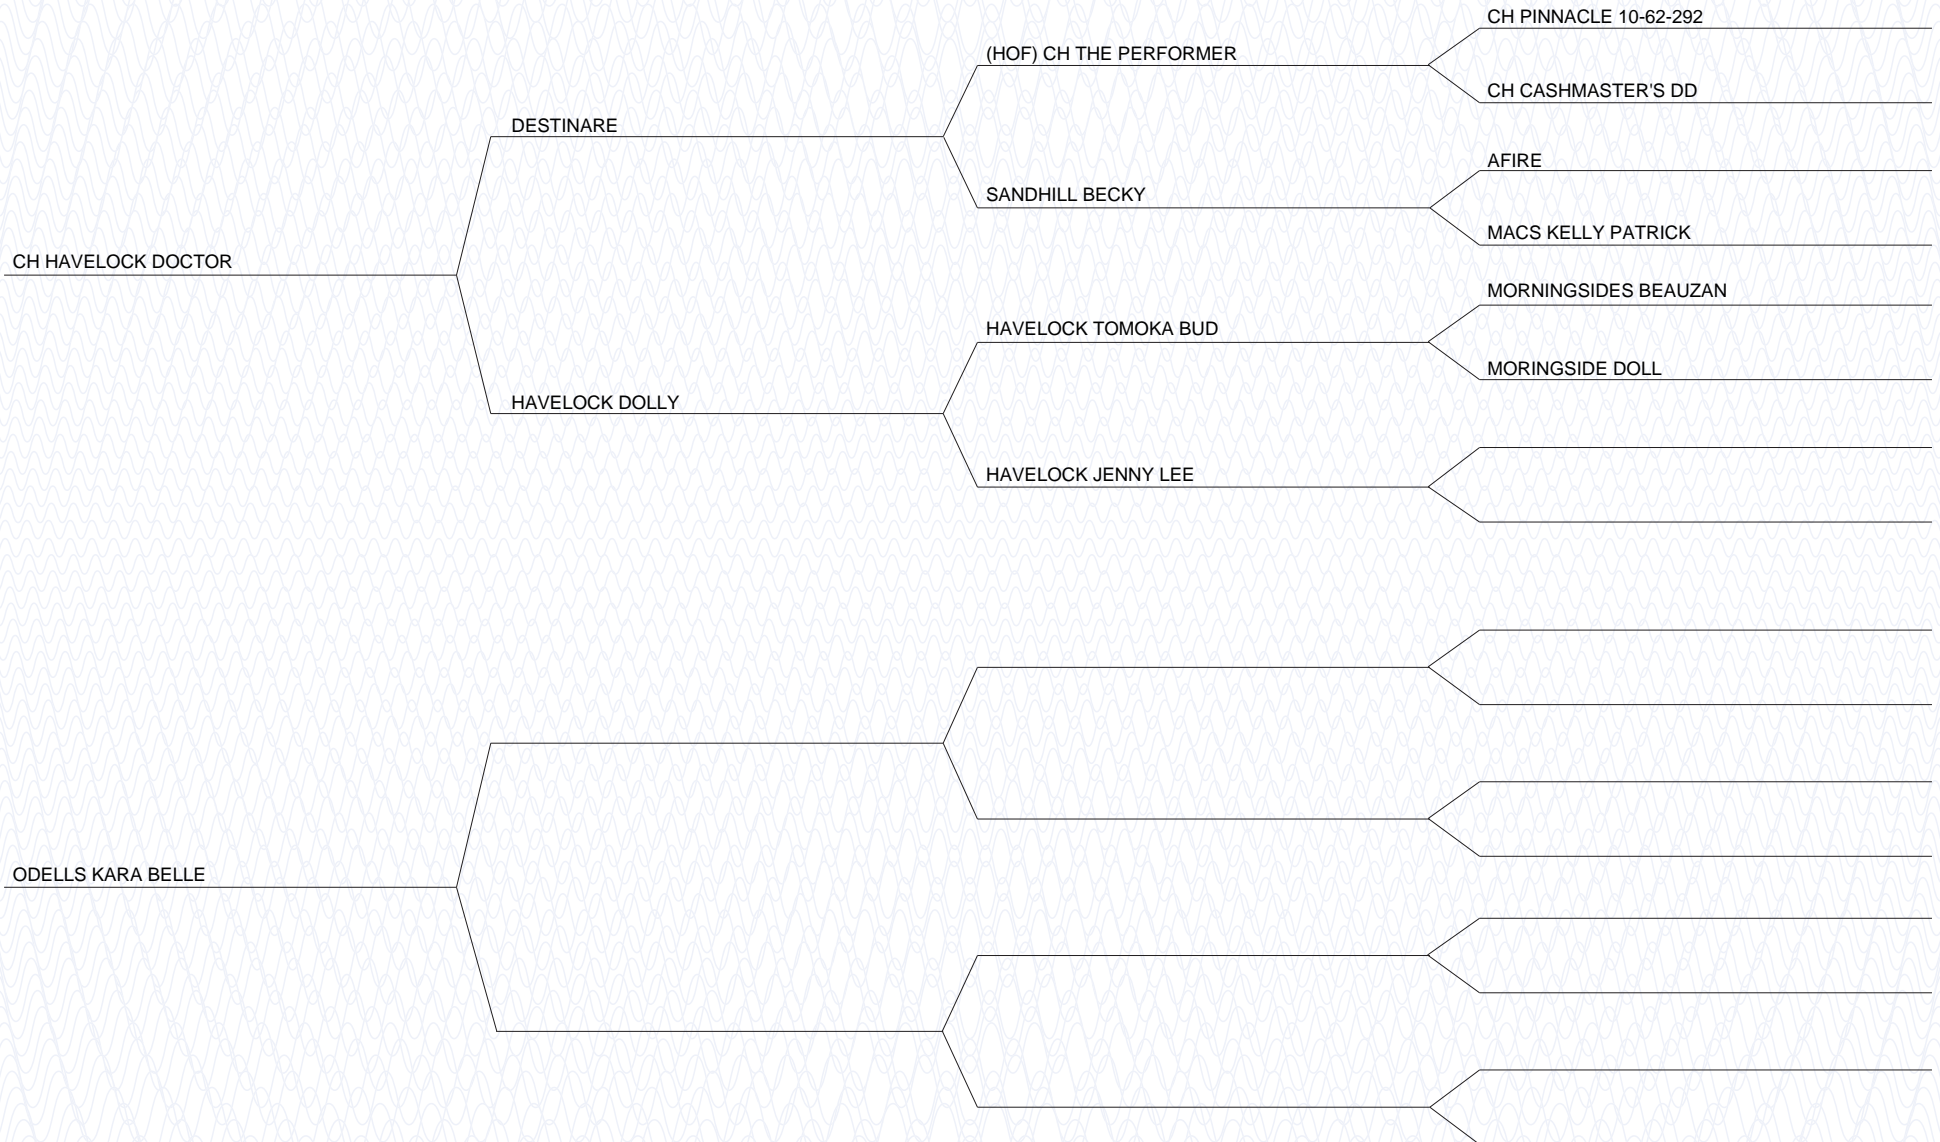 CH PINNACLE 10-62-292
(HOF) CH THE PERFORMER
CH CASHMASTER'S DD
DESTINARE
AFIRE
SANDHILL BECKY
MACS KELLY PATRICK
CH HAVELOCK DOCTOR
MORNINGSIDES BEAUZAN
HAVELOCK TOMOKA BUD
MORINGSIDE DOLL
HAVELOCK DOLLY
HAVELOCK JENNY LEE
ODELLS KARA BELLE